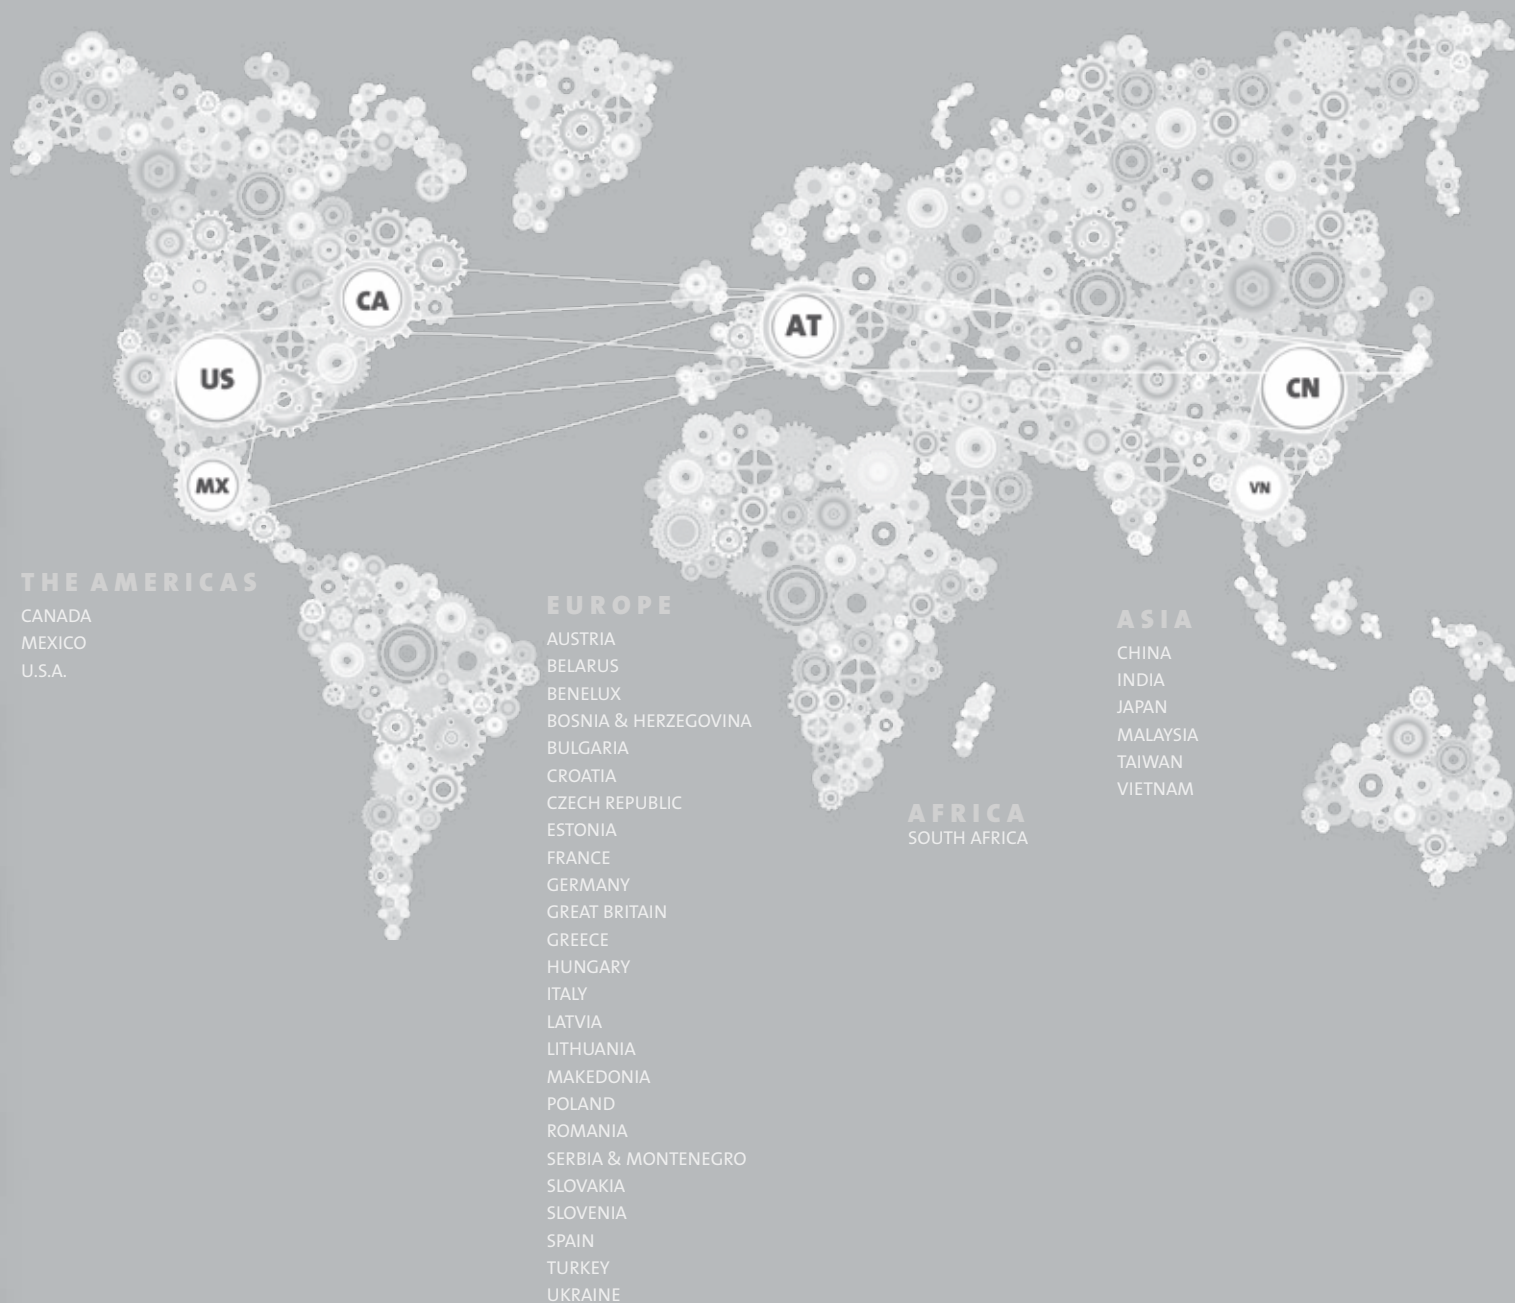 CA
AT
US
CN
MX
VN
THE AMERICAS
CANADA
MEXICO
U.S.A.
EUROPE
AUSTRIA
BELARUS
BENELUX
BOSNIA & HERZEGOVINA
BULGARIA
CROATIA
CZECH REPUBLIC
ESTONIA
FRANCE
GERMANY
GREAT BRITAIN
GREECE
HUNGARY
ITALY
LATVIA
LITHUANIA
MAKEDONIA
POLAND
ROMANIA
SERBIA & MONTENEGRO
SLOVAKIA
SLOVENIA
SPAIN
TURKEY
UKRAINE
AFRICA
SOUTH AFRICA
ASIA
CHINA
INDIA
JAPAN
MALAYSIA
TAIWAN
VIETNAM